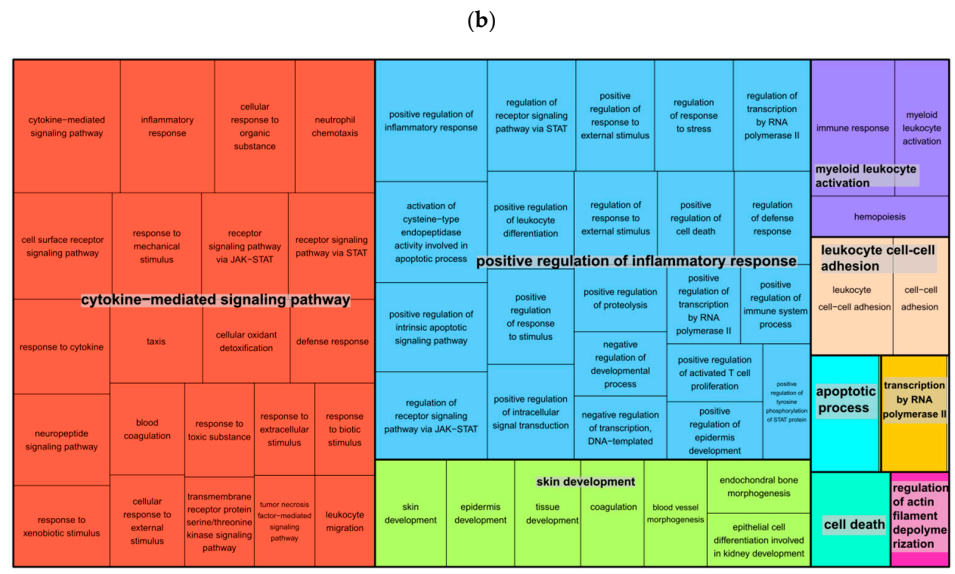 (b)
cytokine−mediated
signaling pathway
inflammatory
response
cellular
response to
organic
substance
neutrophil
chemotaxis
cell surface receptor
signaling pathway
response to
mechanical
stimulus
receptor
signaling pathway
via JAK−STAT
receptor signaling
pathway via STAT
cytokine−mediated signaling pathway
response to cytokine
taxis
cellular oxidant
detoxification
defense response
neuropeptide
signaling pathway
blood
coagulation
response to
toxic substance
response to
extracellular
stimulus
response
to biotic
stimulus
response to
xenobiotic stimulus
cellular
response to
external
stimulus
transmembrane
receptor protein
serine/threonine
kinase signaling
pathway
tumor necrosis
factor−mediated
signaling
pathway
leukocyte
migration
positive regulation of
inflammatory response
regulation of
receptor signaling
pathway via STAT
positive
regulation of
response to
external stimulus
regulation
of response
to stress
regulation of
transcription
by RNA
polymerase II
activation of
cysteine−type
endopeptidase
activity involved in
apoptotic process
positive regulation
of leukocyte
differentiation
regulation of
response to
external stimulus
positive
regulation of
cell death
regulation
of defense
response
positive regulation of inflammatory response
positive regulation of
intrinsic apoptotic
signaling pathway
positive
regulation
of response
to stimulus
positive regulation
of proteolysis
positive
regulation of
transcription
by RNA
polymerase II
positive
regulation of
immune system
process
negative
regulation of
developmental
process
positive regulation
of activated T cell
proliferation
positive
regulation of
tyrosine
phosphorylation
of STAT protein
regulation of
receptor signaling
pathway via JAK−STAT
positive regulation
of intracellular
signal transduction
negative regulation
of transcription,
DNA−templated
positive
regulation of
epidermis
development
skin development
skin
development
epidermis
development
tissue
development
coagulation
blood vessel
morphogenesis
endochondral bone
morphogenesis
epithelial cell
differentiation involved
in kidney development
immune response
myeloid
leukocyte
activation
myeloid leukocyte
activation
hemopoiesis
leukocyte cell−cell
adhesion
leukocyte
cell−cell adhesion
cell−cell
adhesion
apoptotic
process
transcription
by RNA
polymerase II
cell death
regulation
of actin
filament
depolyme
rization